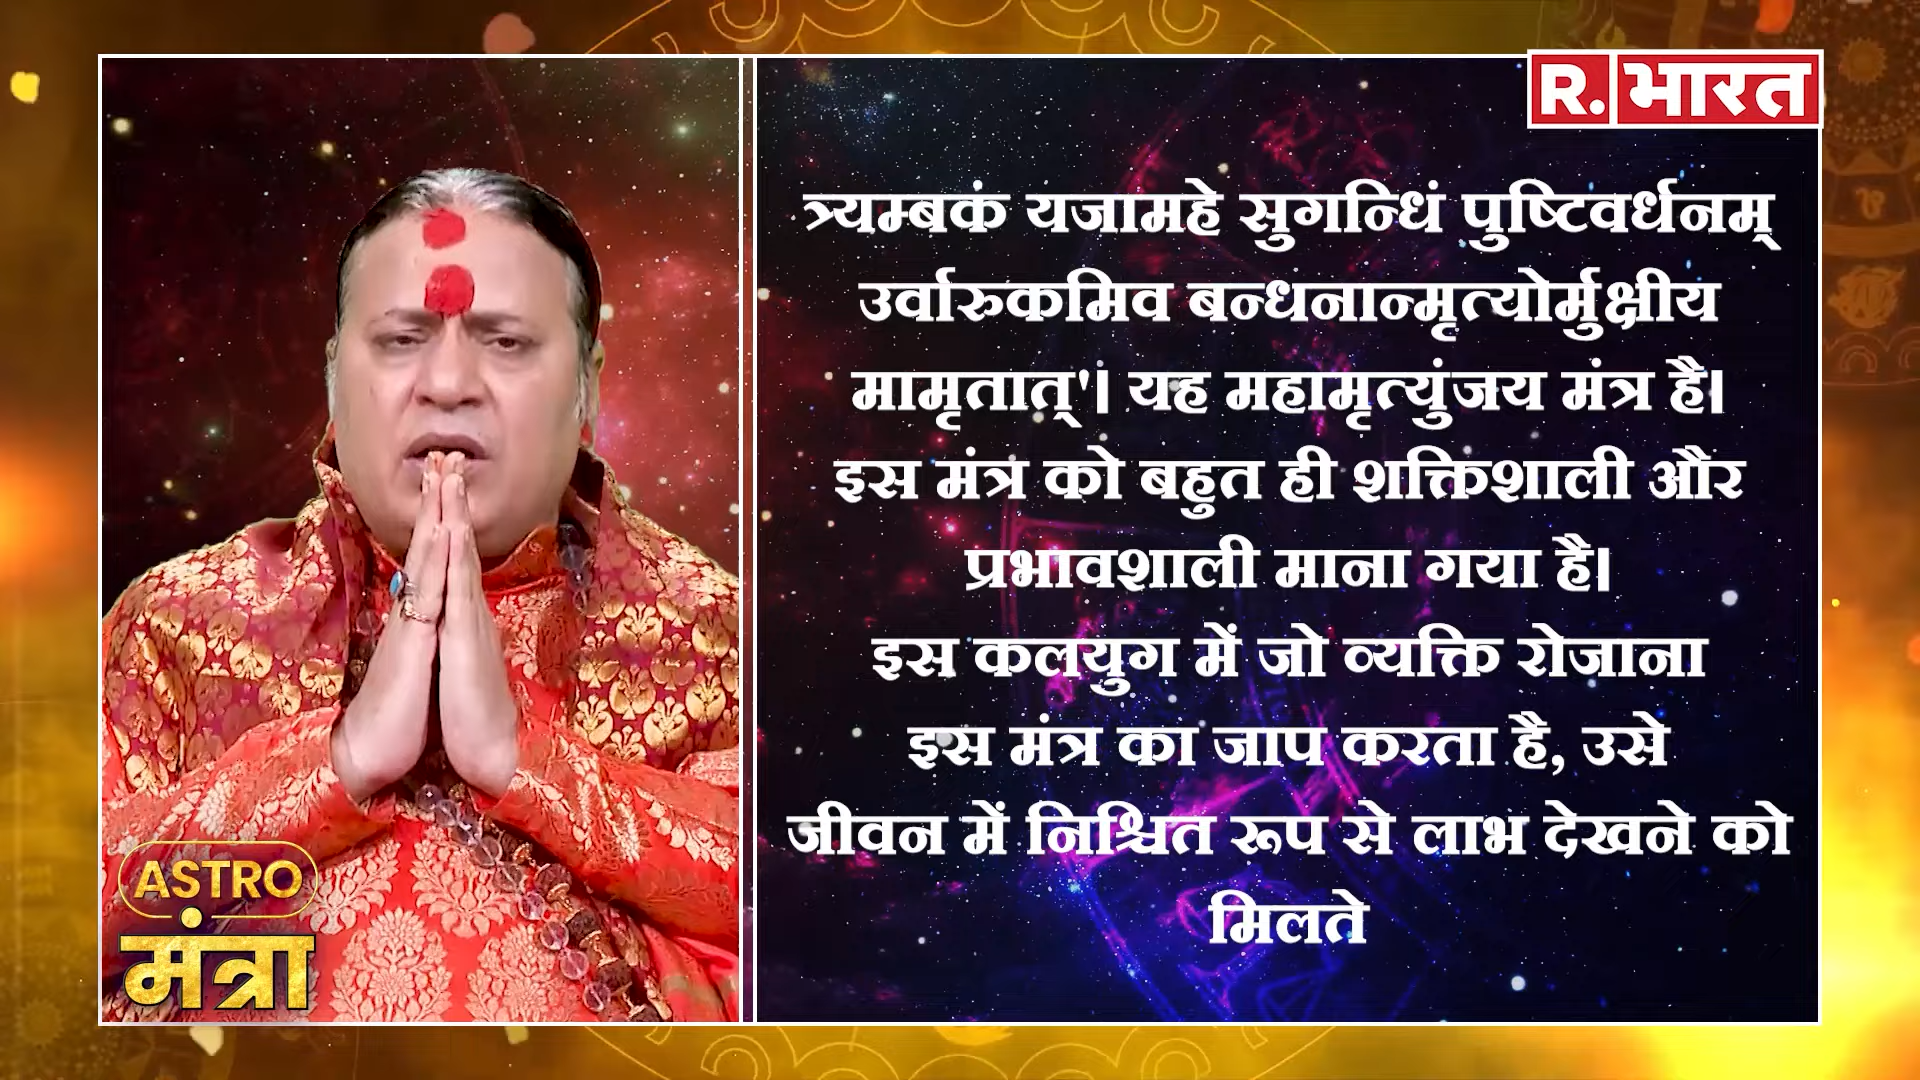 R. भारत
त्र्यम्बकं यजामहे सुगन्धिं पुष्टिवर्धनम्
उर्वारुकमिव बन्धनान्मृत्योर्मुक्षीय
मामृतात्'। यह महामृत्युंजय मंत्र है।
इस मंत्र को बहुत ही शक्तिशाली और
प्रभावशाली माना गया है।
इस कलयुग में जो व्यक्ति रोजाना
इस मंत्र का जाप करता है, उसे
जीवन में निश्चित रूप से लाभ देखने को
मिलते
ASTRO
मंत्रा